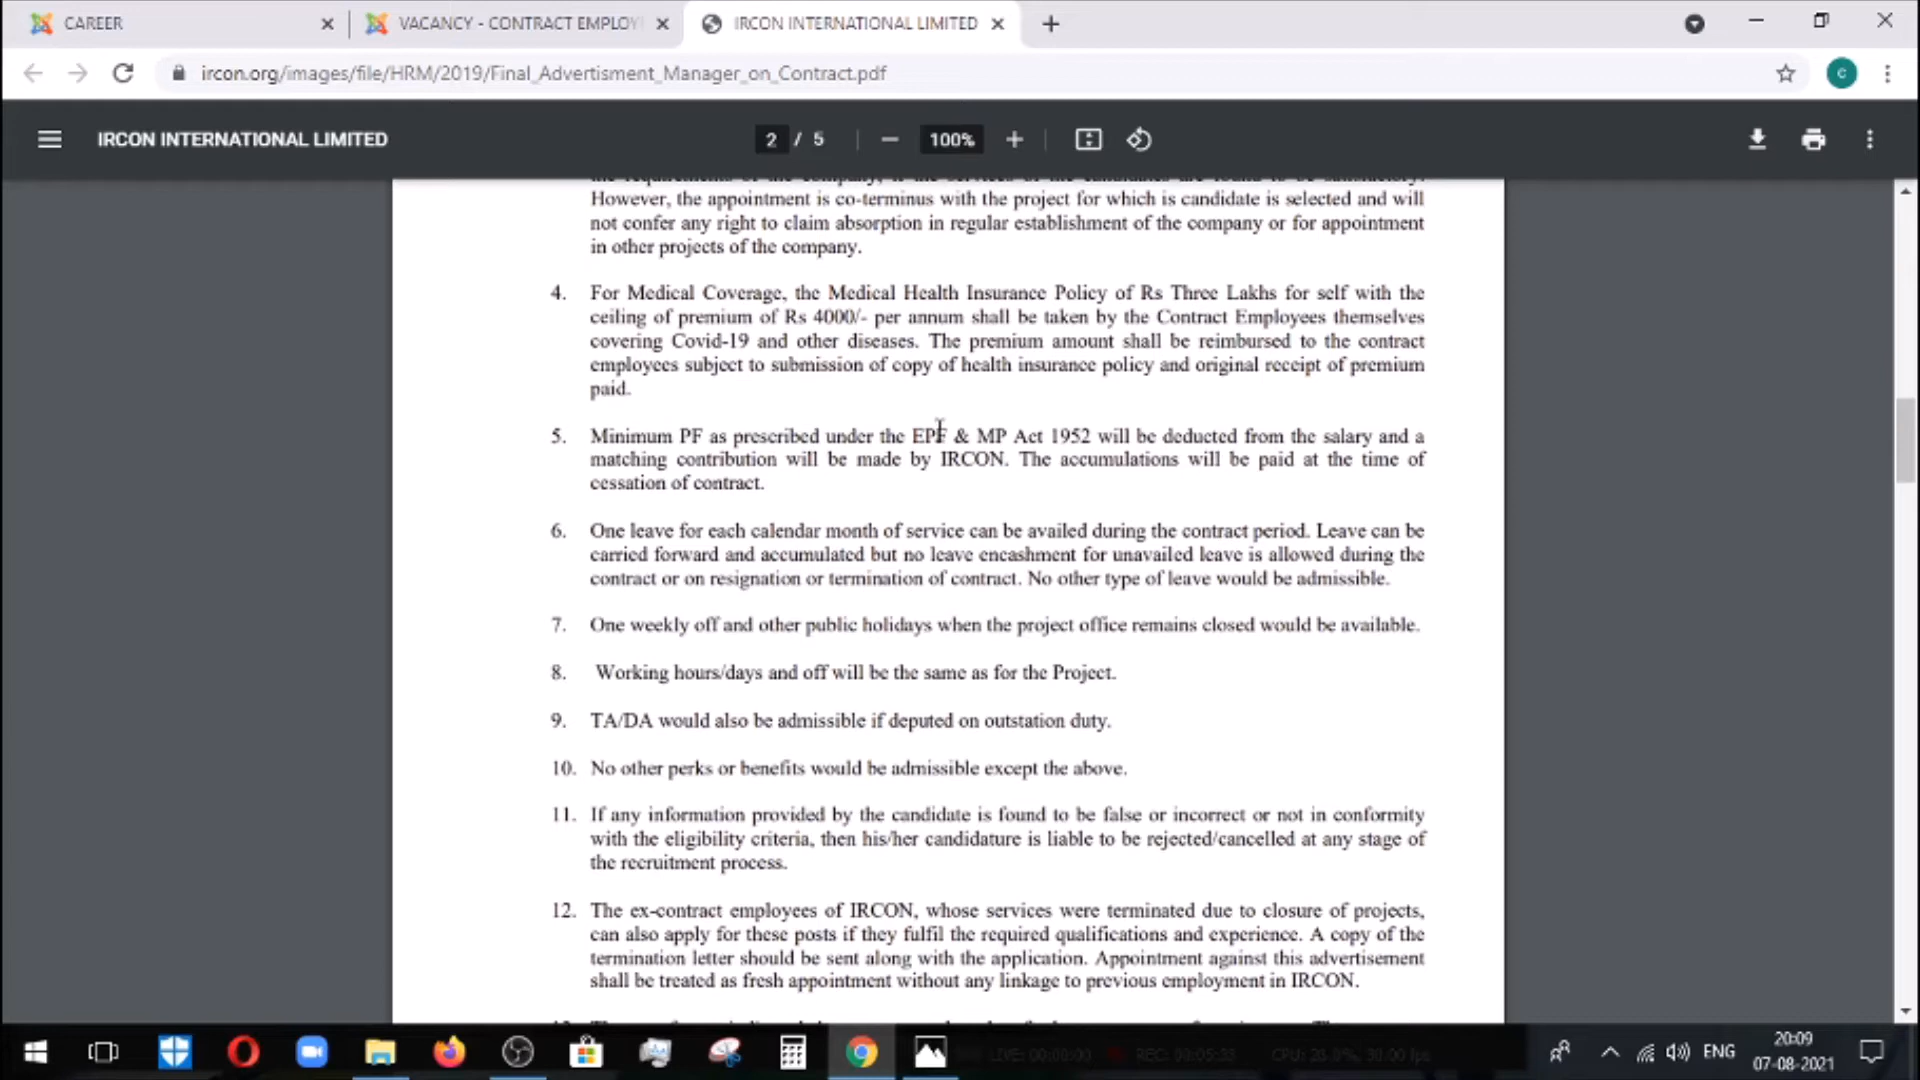 CAREER
VACANCY - CONTRACT EMPLOY
IRCON INTERNATIONAL LIMITED
ircon.org/images/file/HRM/2019/Final_Advertisment_Manager_on_Contract.pdf
C
IRCON INTERNATIONAL LIMITED
2 / 5
100%
However, the appointment is co-terminus with the project for which is candidate is selected and will
not confer any right to claim absorption in regular establishment of the company or for appointment
in other projects of the company.
4. For Medical Coverage, the Medical Health Insurance Policy of Rs Three Lakhs for self with the
ceiling of premium of Rs 4000/- per annum shall be taken by the Contract Employees themselves
covering Covid-19 and other diseases. The premium amount shall be reimbursed to the contract
employees subject to submission of copy of health insurance policy and original receipt of premium
paid.
5. Minimum PF as prescribed under the EPF & MP Act 1952 will be deducted from the salary and a
matching contribution will be made by IRCON. The accumulations will be paid at the time of
cessation of contract.
6. One leave for each calendar month of service can be availed during the contract period. Leave can be
carried forward and accumulated but no leave encashment for unavailed leave is allowed during the
contract or on resignation or termination of contract. No other type of leave would be admissible.
7. One weekly off and other public holidays when the project office remains closed would be available.
8. Working hours/days and off will be the same as for the Project.
9. TA/DA would also be admissible if deputed on outstation duty.
10. No other perks or benefits would be admissible except the above.
11. If any information provided by the candidate is found to be false or incorrect or not in conformity
with the eligibility criteria, then his/her candidature is liable to be rejected/cancelled at any stage of
the recruitment process.
12. The ex-contract employees of IRCON, whose services were terminated due to closure of projects,
can also apply for these posts if they fulfil the required qualifications and experience. A copy of the
termination letter should be sent along with the application. Appointment against this advertisement
shall be treated as fresh appointment without any linkage to previous employment in IRCON.
LIVE: 00:00:00
ENG
20:09
07-08-2021